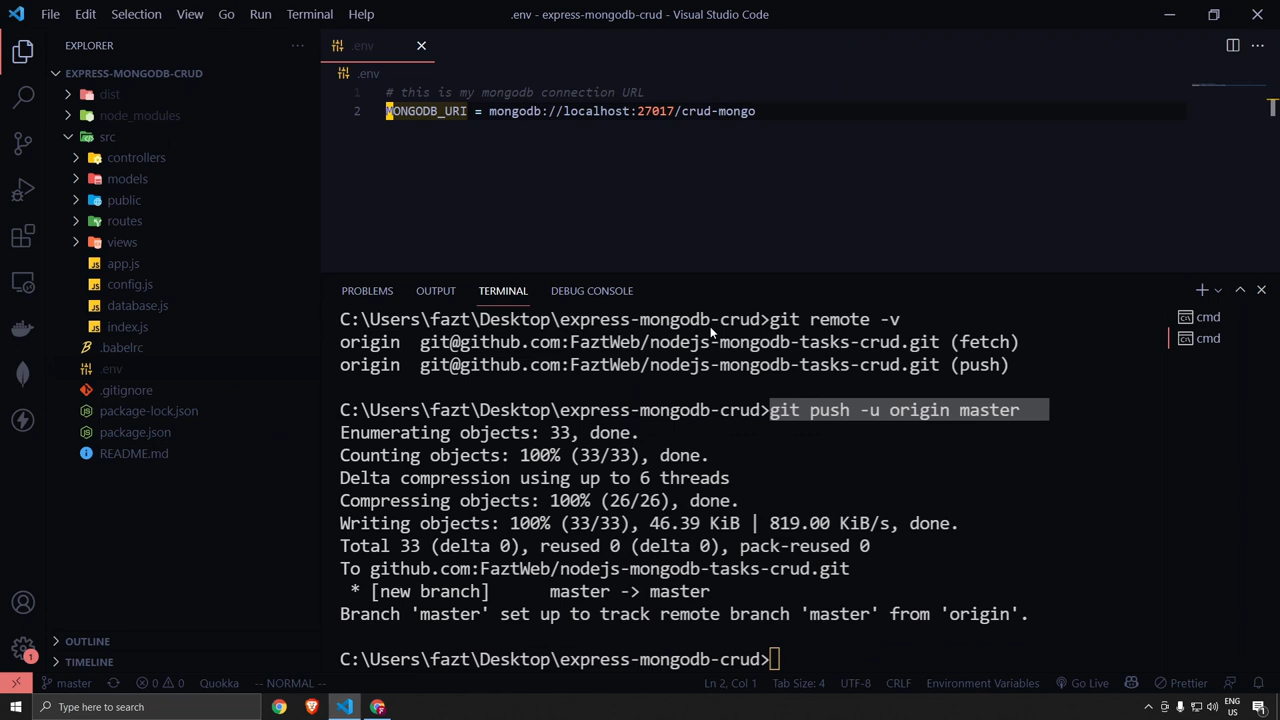 File Edit Selection View Go Run Terminal Help
.env - express-mongodb-crud - Visual Studio Code
EXPLORER
EXPRESS-MONGODB-CRUD
dist
node_modules
src
controllers
models
public
routes
views
app.js
config.js
database.js
index.js
.babelrc
.env
.gitignore
package-lock.json
package.json
README.md
OUTLINE
TIMELINE
.env
.env
1 # this is my mongodb connection URL
2 MONGODB_URI = mongodb://localhost:27017/crud-mongo
PROBLEMS OUTPUT TERMINAL DEBUG CONSOLE
cmd
cmd
C:\Users\fazt\Desktop\express-mongodb-crud>git remote -v
origin  git@github.com:FaztWeb/nodejs-mongodb-tasks-crud.git (fetch)
origin  git@github.com:FaztWeb/nodejs-mongodb-tasks-crud.git (push)
C:\Users\fazt\Desktop\express-mongodb-crud>git push -u origin master
Enumerating objects: 33, done.
Counting objects: 100% (33/33), done.
Delta compression using up to 6 threads
Compressing objects: 100% (26/26), done.
Writing objects: 100% (33/33), 46.39 KiB | 819.00 KiB/s, done.
Total 33 (delta 0), reused 0 (delta 0), pack-reused 0
To github.com:FaztWeb/nodejs-mongodb-tasks-crud.git
 * [new branch]      master -> master
Branch 'master' set up to track remote branch 'master' from 'origin'.
C:\Users\fazt\Desktop\express-mongodb-crud>
1
master 0 0 Quokka -- NORMAL -- Ln 2, Col 1 Tab Size: 4 UTF-8 CRLF Environment Variables Go Live Prettier
Type here to search
ENG
US
1